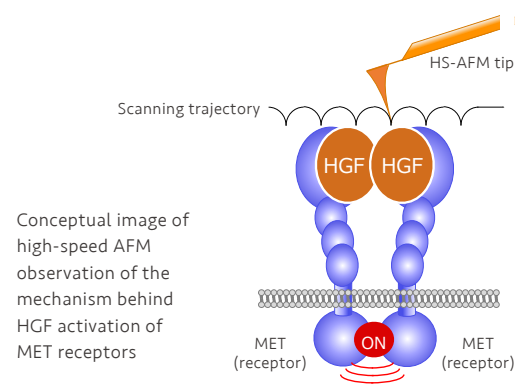 HS-AFM tip
Scanning trajectory
HGF HGF
Conceptual image of
high-speed AFM
observation of the
mechanism behind
HGF activation of
MET receptors
ON
MET
(receptor)
MET
(receptor)